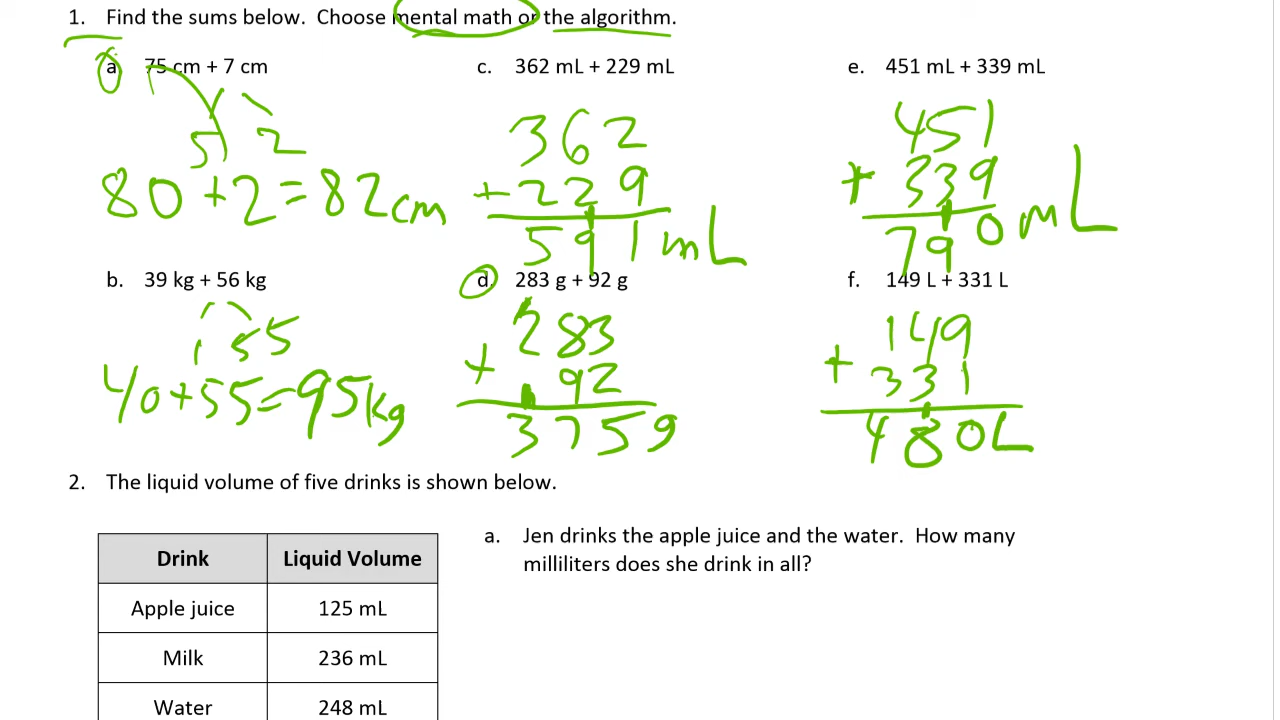 1. Find the sums below. Choose mental math or the algorithm.
a. 75 cm + 7 cm
5 2
80 + 2 = 82 cm
c. 362 mL + 229 mL
362
+ 229
591 mL
e. 451 mL + 339 mL
451
+ 339
790 mL
b. 39 kg + 56 kg
1 55
40 + 55 = 95 kg
d. 283 g + 92 g
283
+ 92
375 g
f. 149 L + 331 L
149
+ 331
480 L
2. The liquid volume of five drinks is shown below.
Drink Liquid Volume
Apple juice 125 mL
Milk 236 mL
Water 248 mL
a. Jen drinks the apple juice and the water. How many
milliliters does she drink in all?